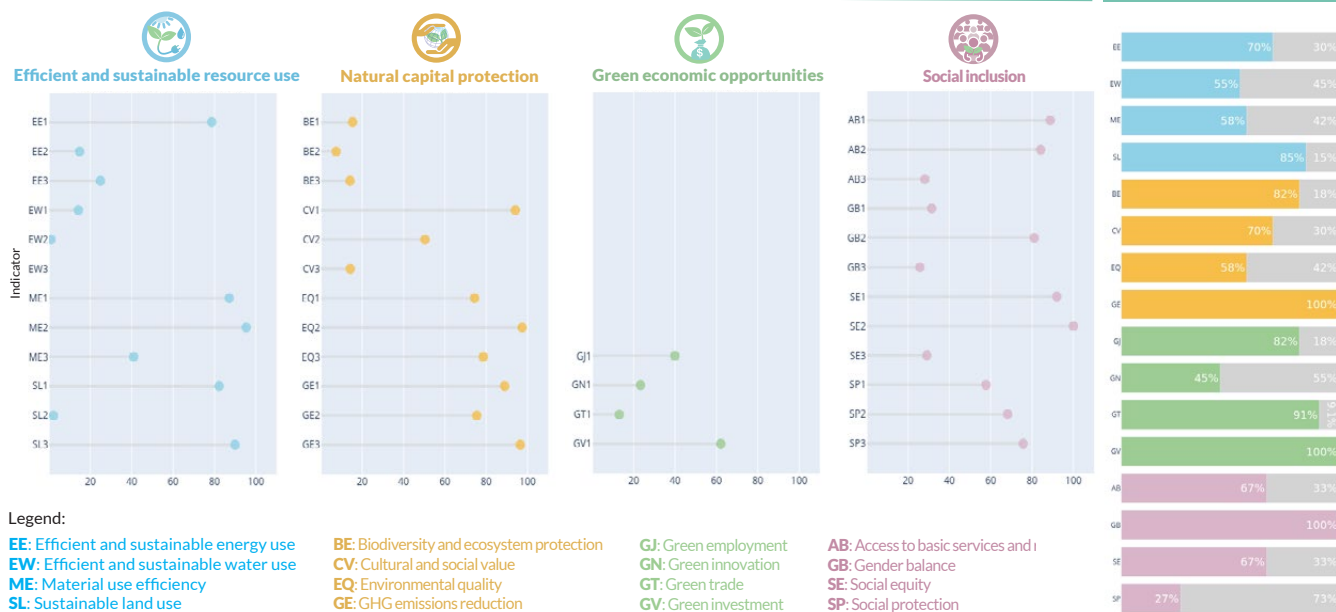 Efficient and sustainable resource use
Natural capital protection
Green economic opportunities
Social inclusion
Indicator
EE1
EE2
EE3
EW1
EW2
EW3
ME1
ME2
ME3
SL1
SL2
SL3
20 40 60 80 100
BE1
BE2
BE3
CV1
CV2
CV3
EQ1
EQ2
EQ3
GE1
GE2
GE3
20 40 60 80 100
$
GJ1
GN1
GT1
GV1
20 40 60 80 100
AB1
AB2
AB3
GB1
GB2
GB3
SE1
SE2
SE3
SP1
SP2
SP3
20 40 60 80 100
EE 70% 30%
EW 55% 45%
ME 58% 42%
SL 85% 15%
BE 82% 18%
CV 70% 30%
EQ 58% 42%
GE 100%
GJ 82% 18%
GN 45% 55%
GT 91%
GV 100%
AB 67% 33%
GB 100%
SE 67% 33%
SP 27% 73%
Legend:
EE: Efficient and sustainable energy use
EW: Efficient and sustainable water use
ME: Material use efficiency
SL: Sustainable land use
BE: Biodiversity and ecosystem protection
CV: Cultural and social value
EQ: Environmental quality
GE: GHG emissions reduction
GJ: Green employment
GN: Green innovation
GT: Green trade
GV: Green investment
AB: Access to basic services and
GB: Gender balance
SE: Social equity
SP: Social protection